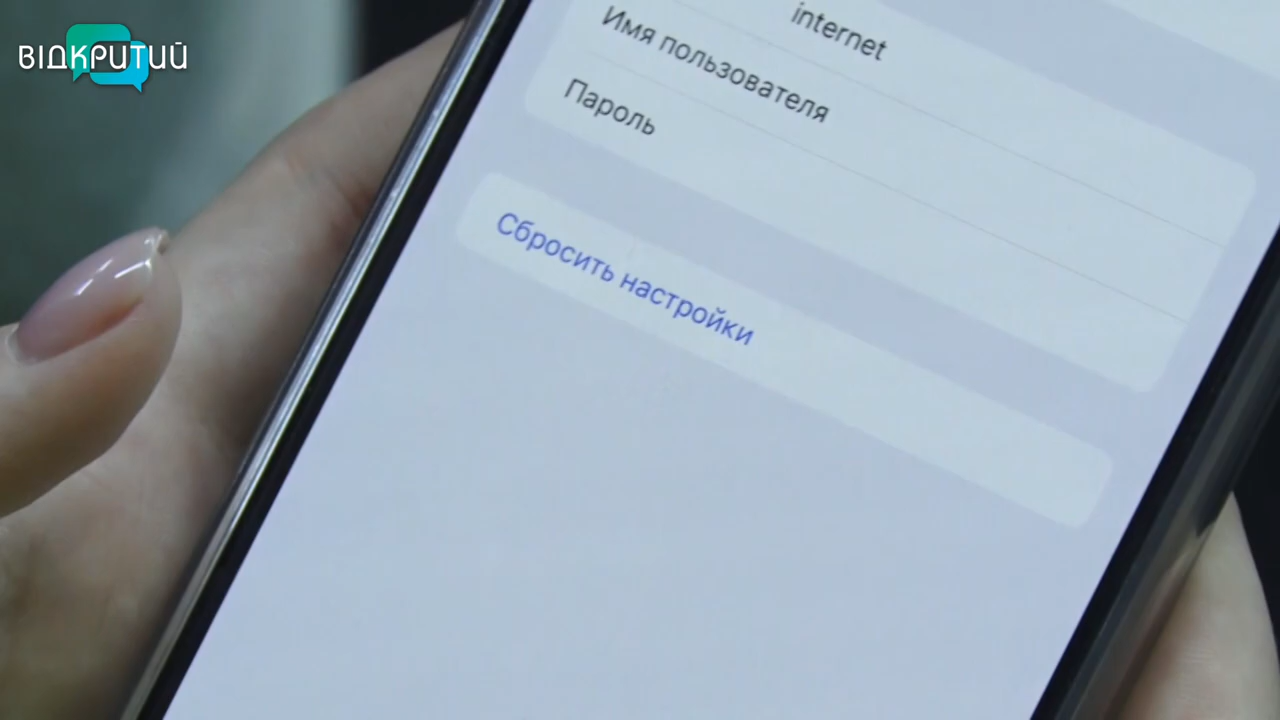 ВІДКРИТИЙ
internet
Имя пользователя
Пароль
Сбросить настройки